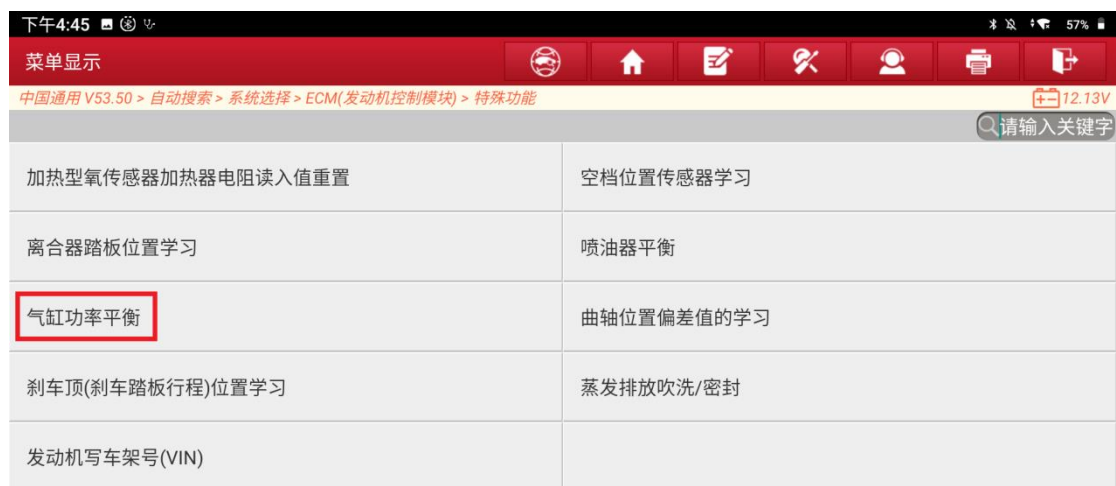 下午4:45 57%
菜单显示
中国通用 V53.50 > 自动搜索 > 系统选择 > ECM(发动机控制模块) > 特殊功能 12.13V
请输入关键字
加热型氧传感器加热器电阻读入值重置 空档位置传感器学习
离合器踏板位置学习 喷油器平衡
气缸功率平衡 曲轴位置偏差值的学习
刹车顶(刹车踏板行程)位置学习 蒸发排放吹洗/密封
发动机写车架号(VIN)